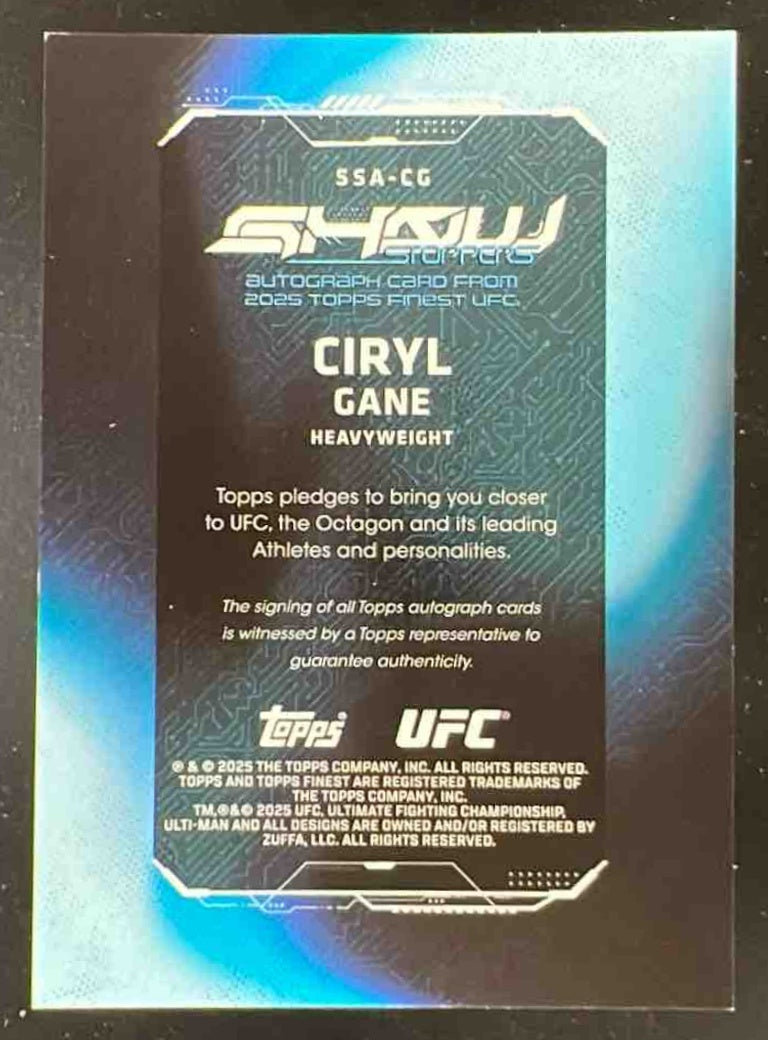 SSA-CG
SHOW
STOPPERS
AUTOGRAPH CARD FROM
2025 TOPPS FINEST UFC.
CIRYL
GANE
HEAVYWEIGHT
Topps pledges to bring you closer
to UFC, the Octagon and its leading
Athletes and personalities.
The signing of all Topps autograph cards
is witnessed by a Topps representative to
guarantee authenticity.
topps UFC®
® & © 2025 THE TOPPS COMPANY, INC. ALL RIGHTS RESERVED.
TOPPS AND TOPPS FINEST ARE REGISTERED TRADEMARKS OF
THE TOPPS COMPANY, INC.
TM,®&© 2025 UFC, ULTIMATE FIGHTING CHAMPIONSHIP,
ULTI-MAN AND ALL DESIGNS ARE OWNED AND/OR REGISTERED BY
ZUFFA, LLC. ALL RIGHTS RESERVED.